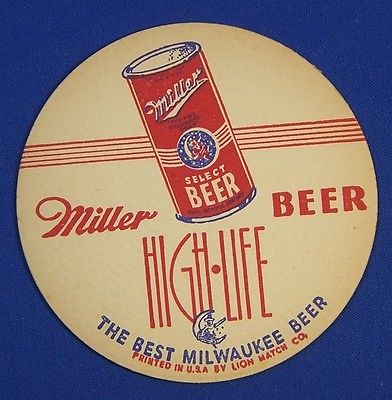 Miller
SELECT
BEER
Miller BEER
HIGH·LIFE
THE BEST MILWAUKEE BEER
PRINTED IN U.S.A BY LION MATCH CO,